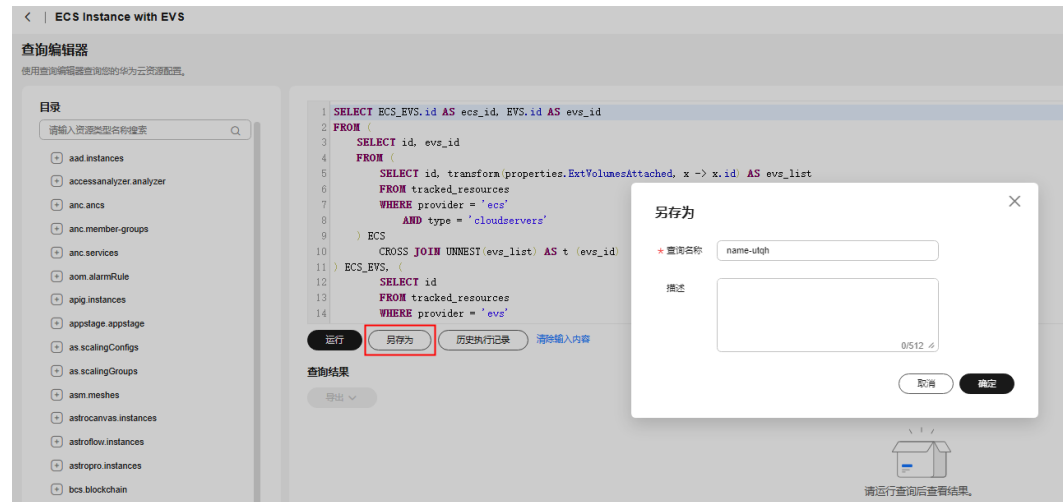 < | ECS Instance with EVS
查询编辑器
使用查询编辑器查询您的华为云资源配置。
目录
请输入资源类型名称搜索
aad.instances
accessanalyzer.analyzer
anc.ancs
anc.member-groups
anc.services
aom.alarmRule
apig.instances
appstage.appstage
as.scalingConfigs
as.scalingGroups
asm.meshes
astrocanvas.instances
astroflow.instances
astropro.instances
bcs.blockchain
1 SELECT ECS_EVS.id AS ecs_id, EVS.id AS evs_id
2 FROM (
3 SELECT id, evs_id
4 FROM (
5 SELECT id, transform(properties.ExtVolumesAttached, x -> x.id) AS evs_list
6 FROM tracked_resources
7 WHERE provider = 'ecs'
8 AND type = 'cloudservers'
9 ) ECS
10 CROSS JOIN UNNEST(evs_list) AS t (evs_id)
11 ) ECS_EVS, (
12 SELECT id
13 FROM tracked_resources
14 WHERE provider = 'evs'
运行 另存为 历史执行记录 清除输入内容
查询结果
导出
请运行查询后查看结果。
另存为
* 查询名称 name-ulqh
描述
0/512
取消 确定